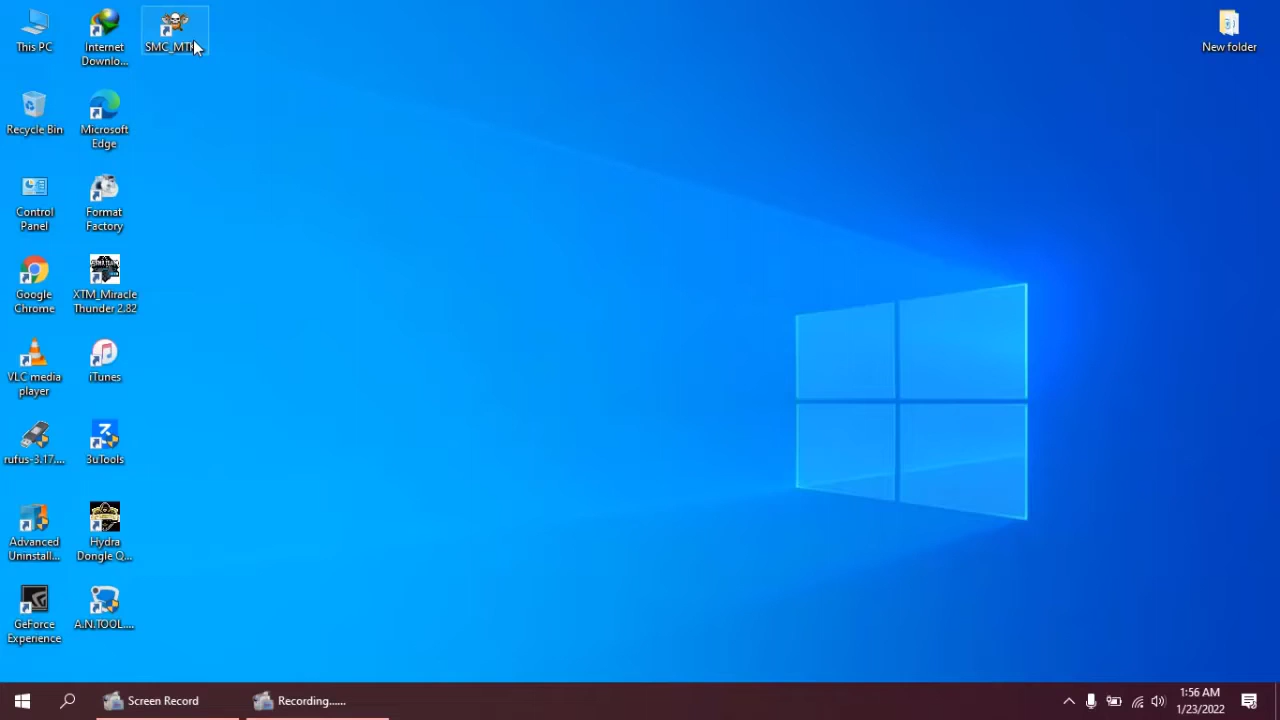 This PC
Internet
Downlo...
SMC_MTK
New folder
Recycle Bin
Microsoft
Edge
Control
Panel
Format
Factory
Google
Chrome
XTM_Miracle
Thunder 2.82
VLC media
player
iTunes
rufus-3.17....
3uTools
Advanced
Uninstall...
Hydra
Dongle Q...
GeForce
Experience
A.N.TOOL....
Screen Record
Recording......
1:56 AM
1/23/2022